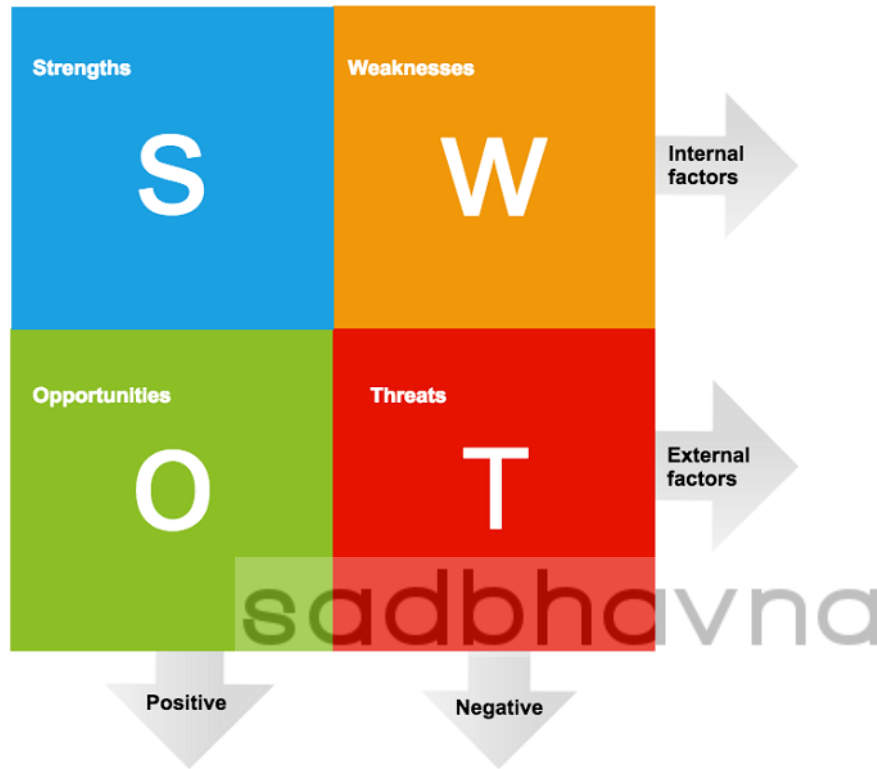 Strengths
Weaknesses
S
W
Internal
factors
Opportunities
Threats
O
T
External
factors
sadbhavna
Positive
Negative